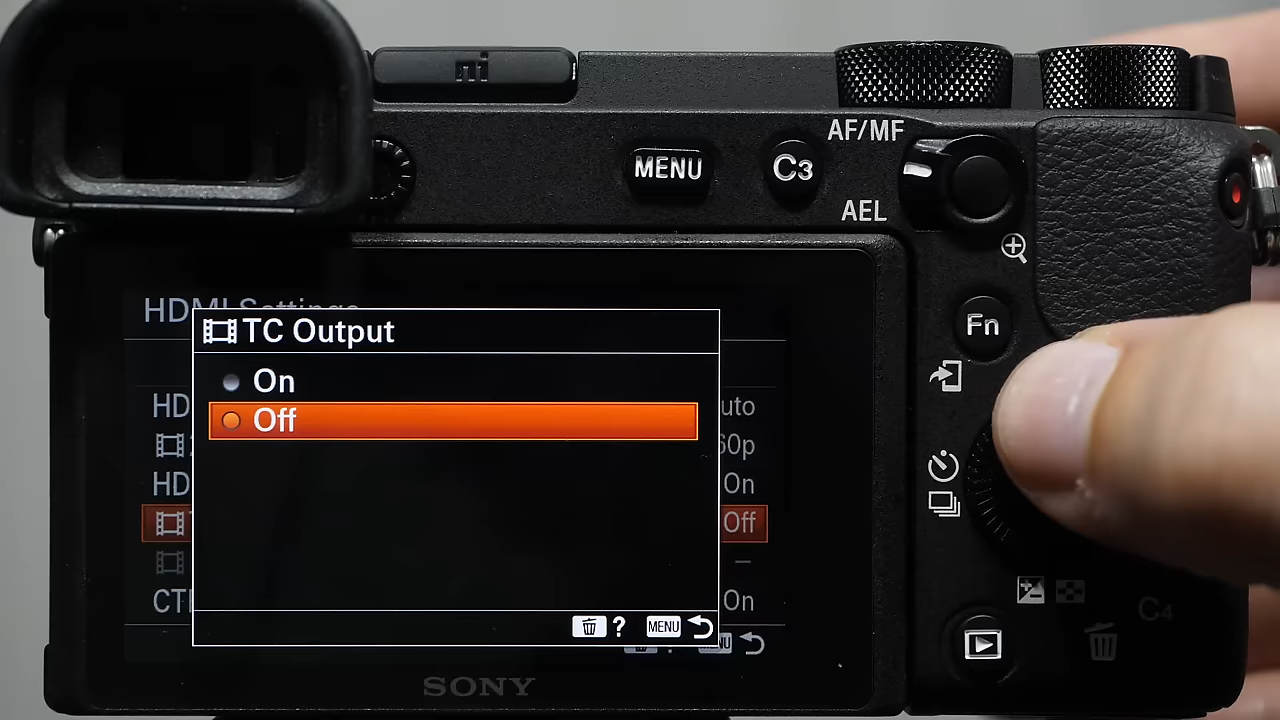 MENU
C3
AF/MF
AEL
Fn
HDMI Settings
TC Output
On
Off
HD
uto
60p
HD
On
Off
–
CT
On
?
MENU
SONY
C4